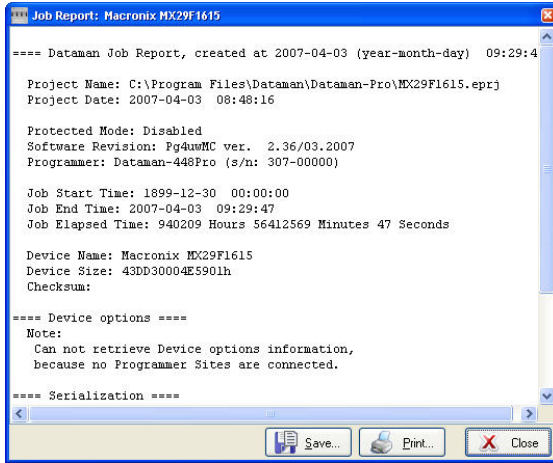 Job Report: Macronix MX29F1615
==== Dataman Job Report, created at 2007-04-03 (year-month-day)  09:29:4
Project Name: C:\Program Files\Dataman\Dataman-Pro\MX29F1615.eprj
Project Date: 2007-04-03  08:48:16
Protected Mode: Disabled
Software Revision: Pg4uwMC ver.  2.36/03.2007
Programmer: Dataman-448Pro (s/n: 307-00000)
Job Start Time: 1899-12-30  00:00:00
Job End Time: 2007-04-03  09:29:47
Job Elapsed Time: 940209 Hours 56412569 Minutes 47 Seconds
Device Name: Macronix MX29F1615
Device Size: 43DD30004E5901h
Checksum:
==== Device options ====
Note:
Can not retrieve Device options information,
because no Programmer Sites are connected.
==== Serialization ====
Save... Print... Close